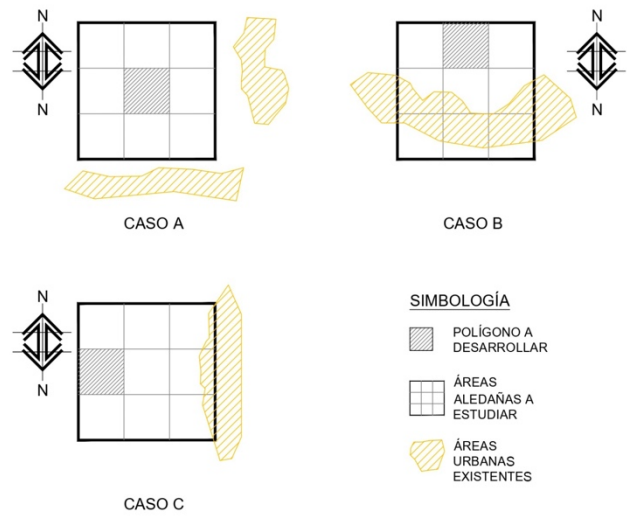 N
N
CASO A
N
N
CASO B
N
N
CASO C
SIMBOLOGÍA
POLÍGONO A
DESARROLLAR
ÁREAS
ALEDAÑAS A
ESTUDIAR
ÁREAS
URBANAS
EXISTENTES